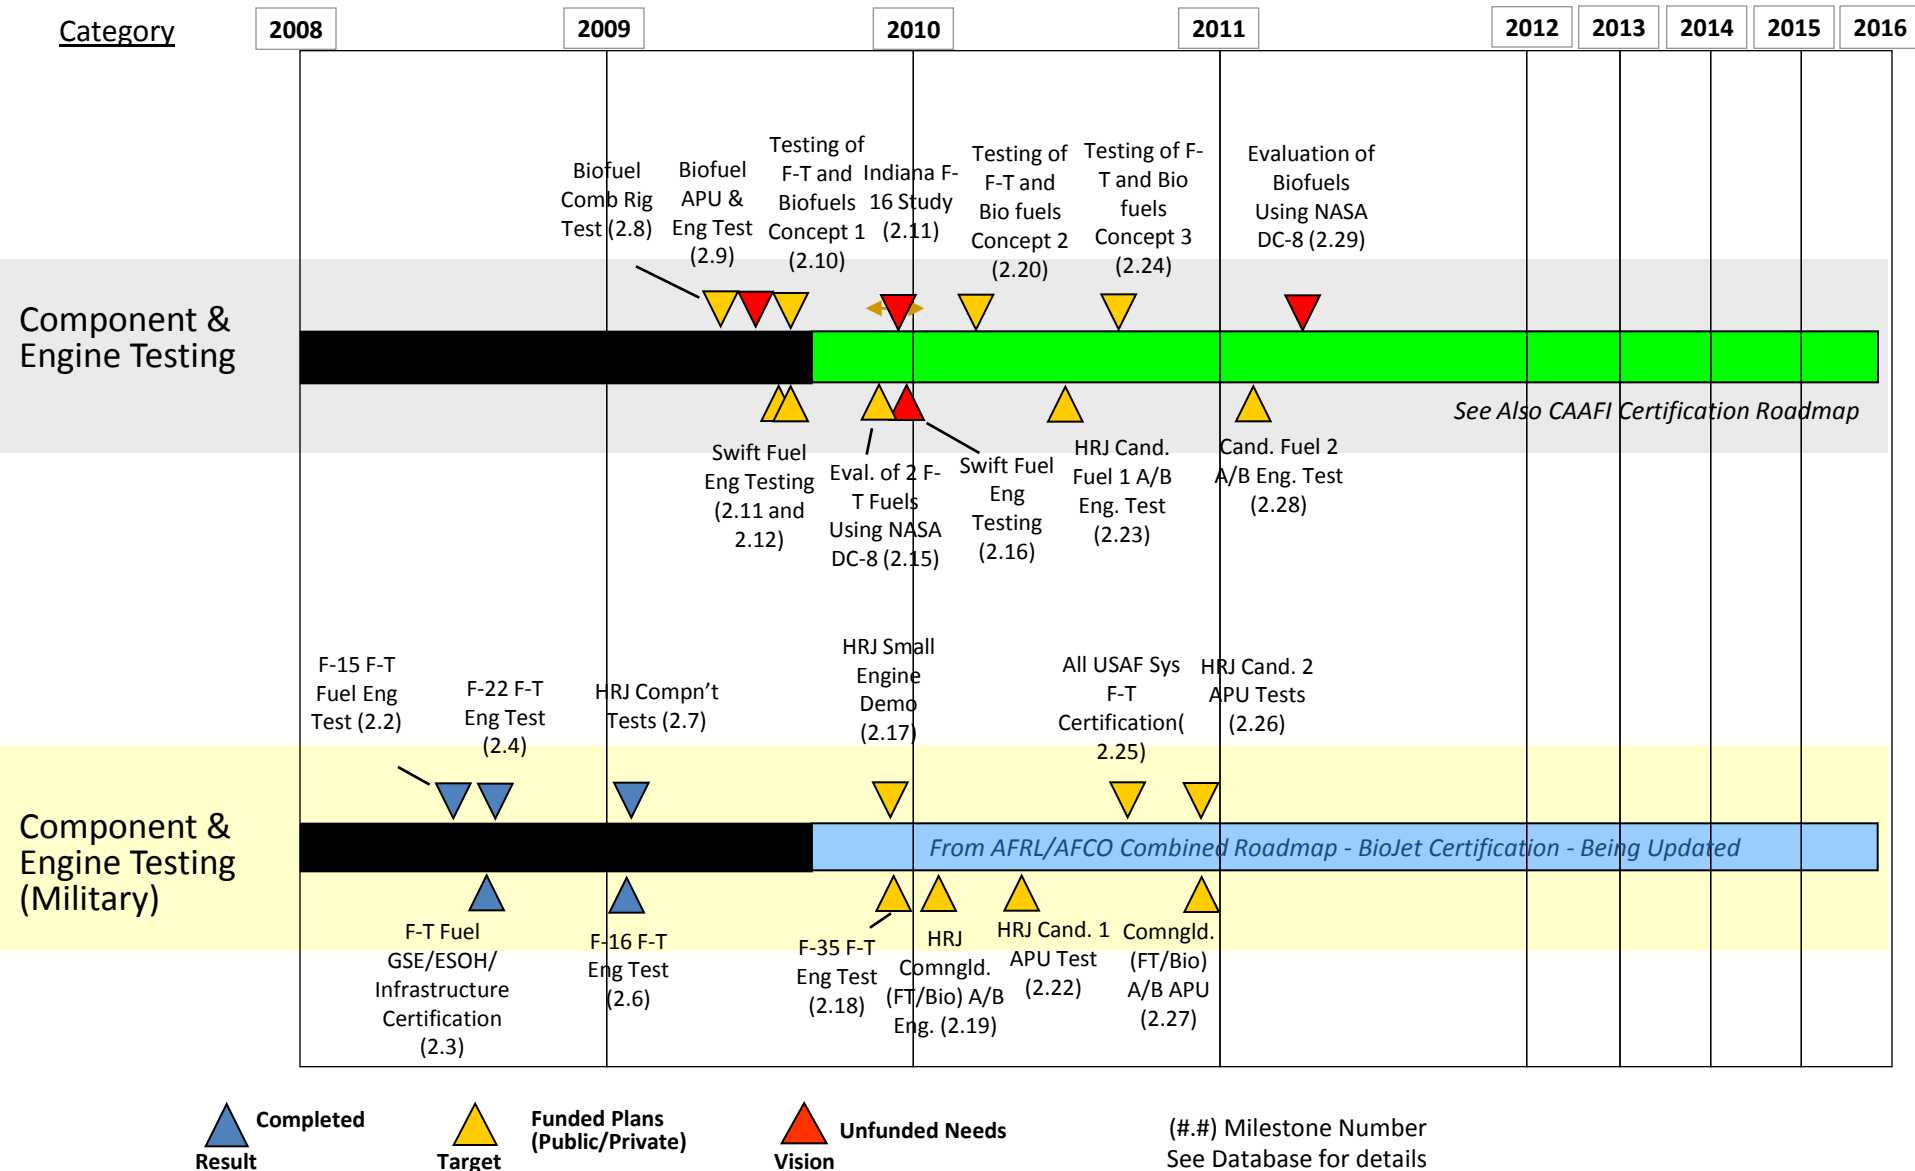 Category
2008
2009
2010
2011
2012
2013
2014
2015
2016
Biofuel
Comb Rig
Test (2.8)
Biofuel
APU &
Eng Test
(2.9)
Testing of
F-T and
Biofuels
Concept 1
(2.10)
Indiana F-
16 Study
(2.11)
Testing of
F-T and
Bio fuels
Concept 2
(2.20)
Testing of F-
T and Bio
fuels
Concept 3
(2.24)
Evaluation of
Biofuels
Using NASA
DC-8 (2.29)
Component &
Engine Testing
See Also CAAFI Certification Roadmap
Swift Fuel
Eng Testing
(2.11 and
2.12)
Eval. of 2 F-
T Fuels
Using NASA
DC-8 (2.15)
Swift Fuel
Eng
Testing
(2.16)
HRJ Cand.
Fuel 1 A/B
Eng. Test
(2.23)
Cand. Fuel 2
A/B Eng. Test
(2.28)
F-15 F-T
Fuel Eng
Test (2.2)
F-22 F-T
Eng Test
(2.4)
HRJ Compn't
Tests (2.7)
HRJ Small
Engine
Demo
(2.17)
All USAF Sys
F-T
Certification(
2.25)
HRJ Cand. 2
APU Tests
(2.26)
Component &
Engine Testing
(Military)
From AFRL/AFCO Combined Roadmap - BioJet Certification - Being Updated
F-T Fuel
GSE/ESOH/
Infrastructure
Certification
(2.3)
F-16 F-T
Eng Test
(2.6)
F-35 F-T
Eng Test
(2.18)
HRJ
Comngld.
(FT/Bio) A/B
Eng. (2.19)
HRJ Cand. 1
APU Test
(2.22)
Comngld.
(FT/Bio)
A/B APU
(2.27)
Completed
Result
Funded Plans
(Public/Private)
Target
Unfunded Needs
Vision
(#.#) Milestone Number
See Database for details